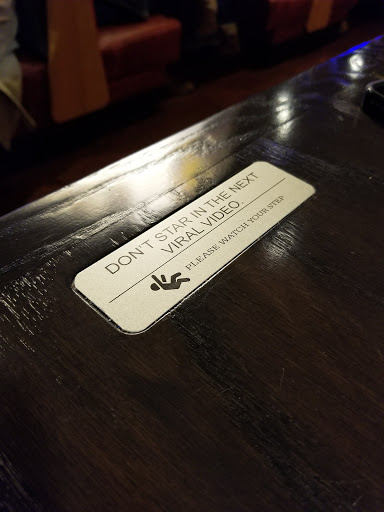 DON'T STAR IN THE NEXT
VIRAL VIDEO.
PLEASE WATCH YOUR STEP